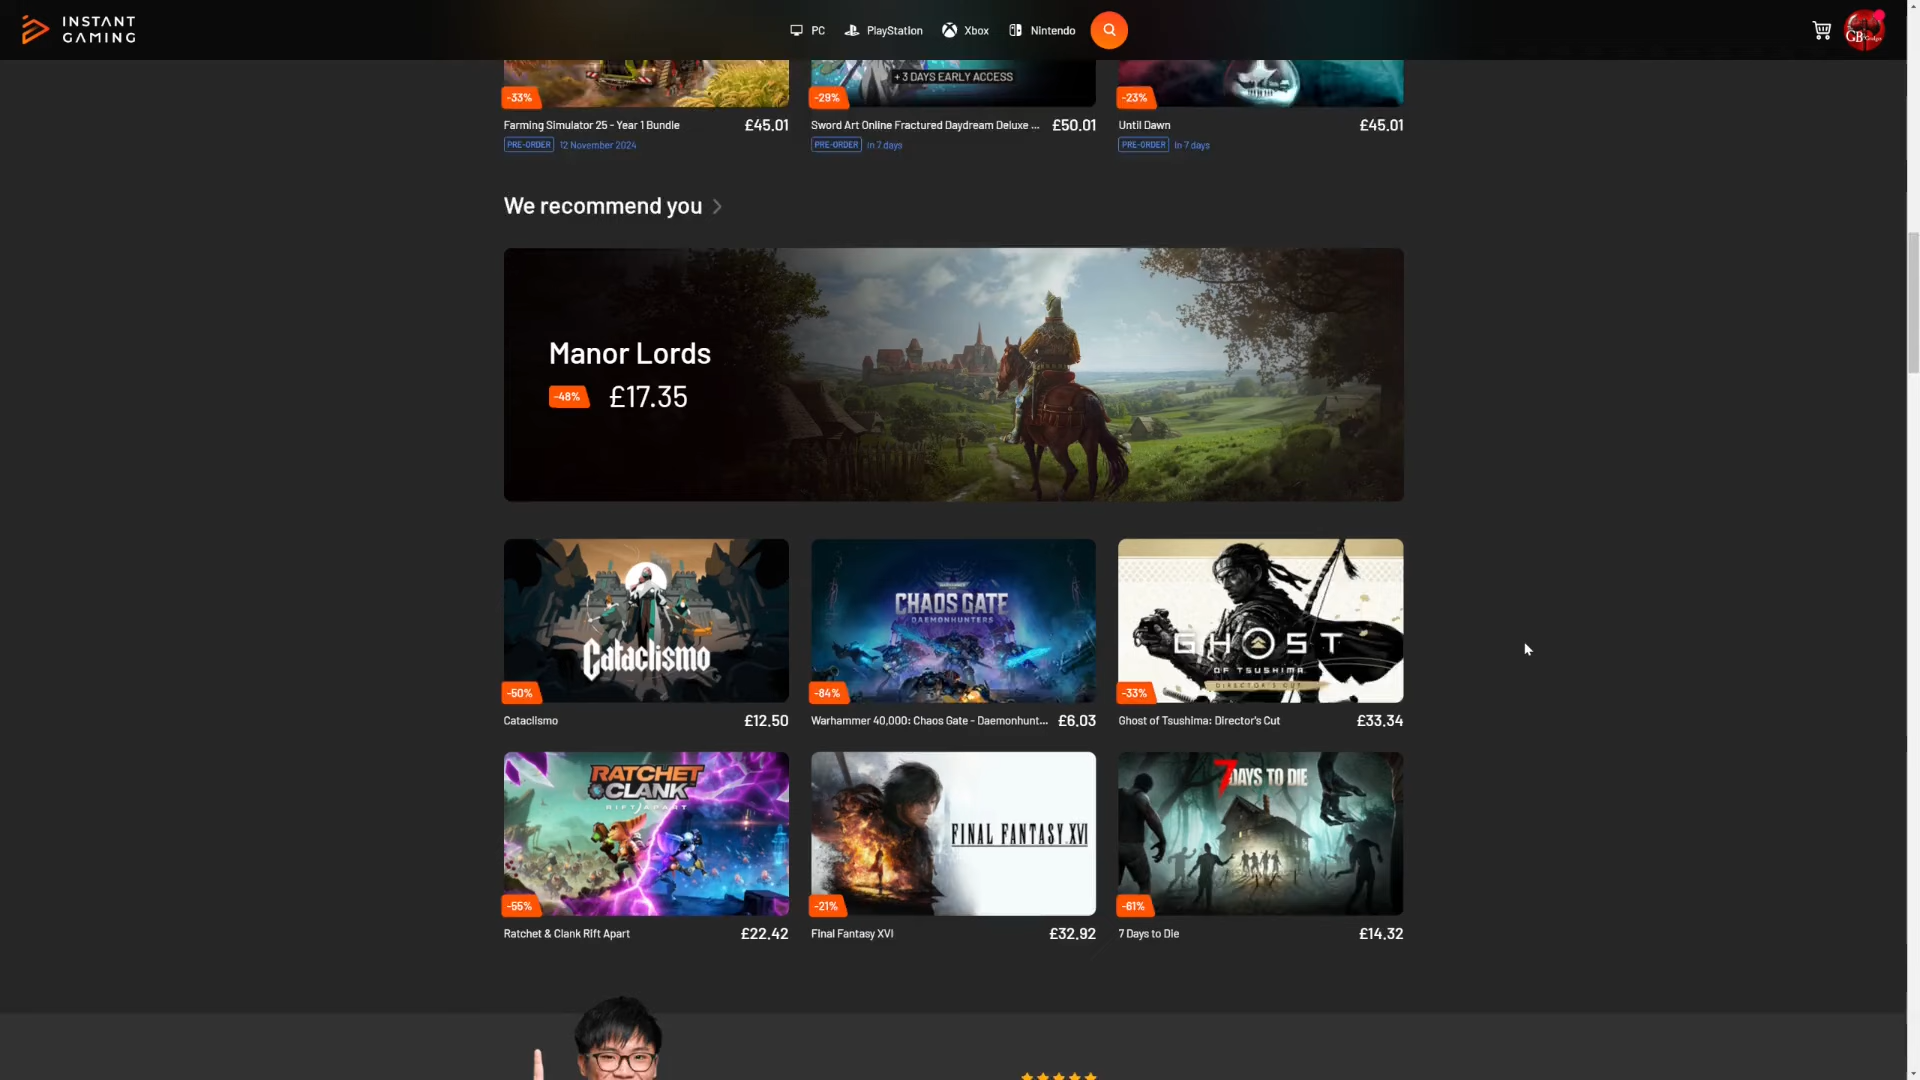 INSTANT
GAMING
PC
PlayStation
Xbox
Nintendo
GB
+ 3 DAYS EARLY ACCESS
-33%
-29%
-23%
Farming Simulator 25 - Year 1 Bundle £45.01
PRE-ORDER 12 November 2024
Sword Art Online Fractured Daydream Deluxe ... £50.01
PRE-ORDER in 7 days
Until Dawn £45.01
PRE-ORDER in 7 days
We recommend you
Manor Lords
-48% £17.35
Cataclismo
-50%
Cataclismo £12.50
CHAOS GATE
DAEMONHUNTERS
-84%
Warhammer 40,000: Chaos Gate - Daemonhunt... £6.03
GHOST
OF TSUSHIMA
DIRECTOR'S CUT
-33%
Ghost of Tsushima: Director's Cut £33.34
RATCHET
CLANK
RIFT APART
-55%
Ratchet & Clank Rift Apart £22.42
FINAL FANTASY XVI
-21%
Final Fantasy XVI £32.92
7 DAYS TO DIE
-61%
7 Days to Die £14.32